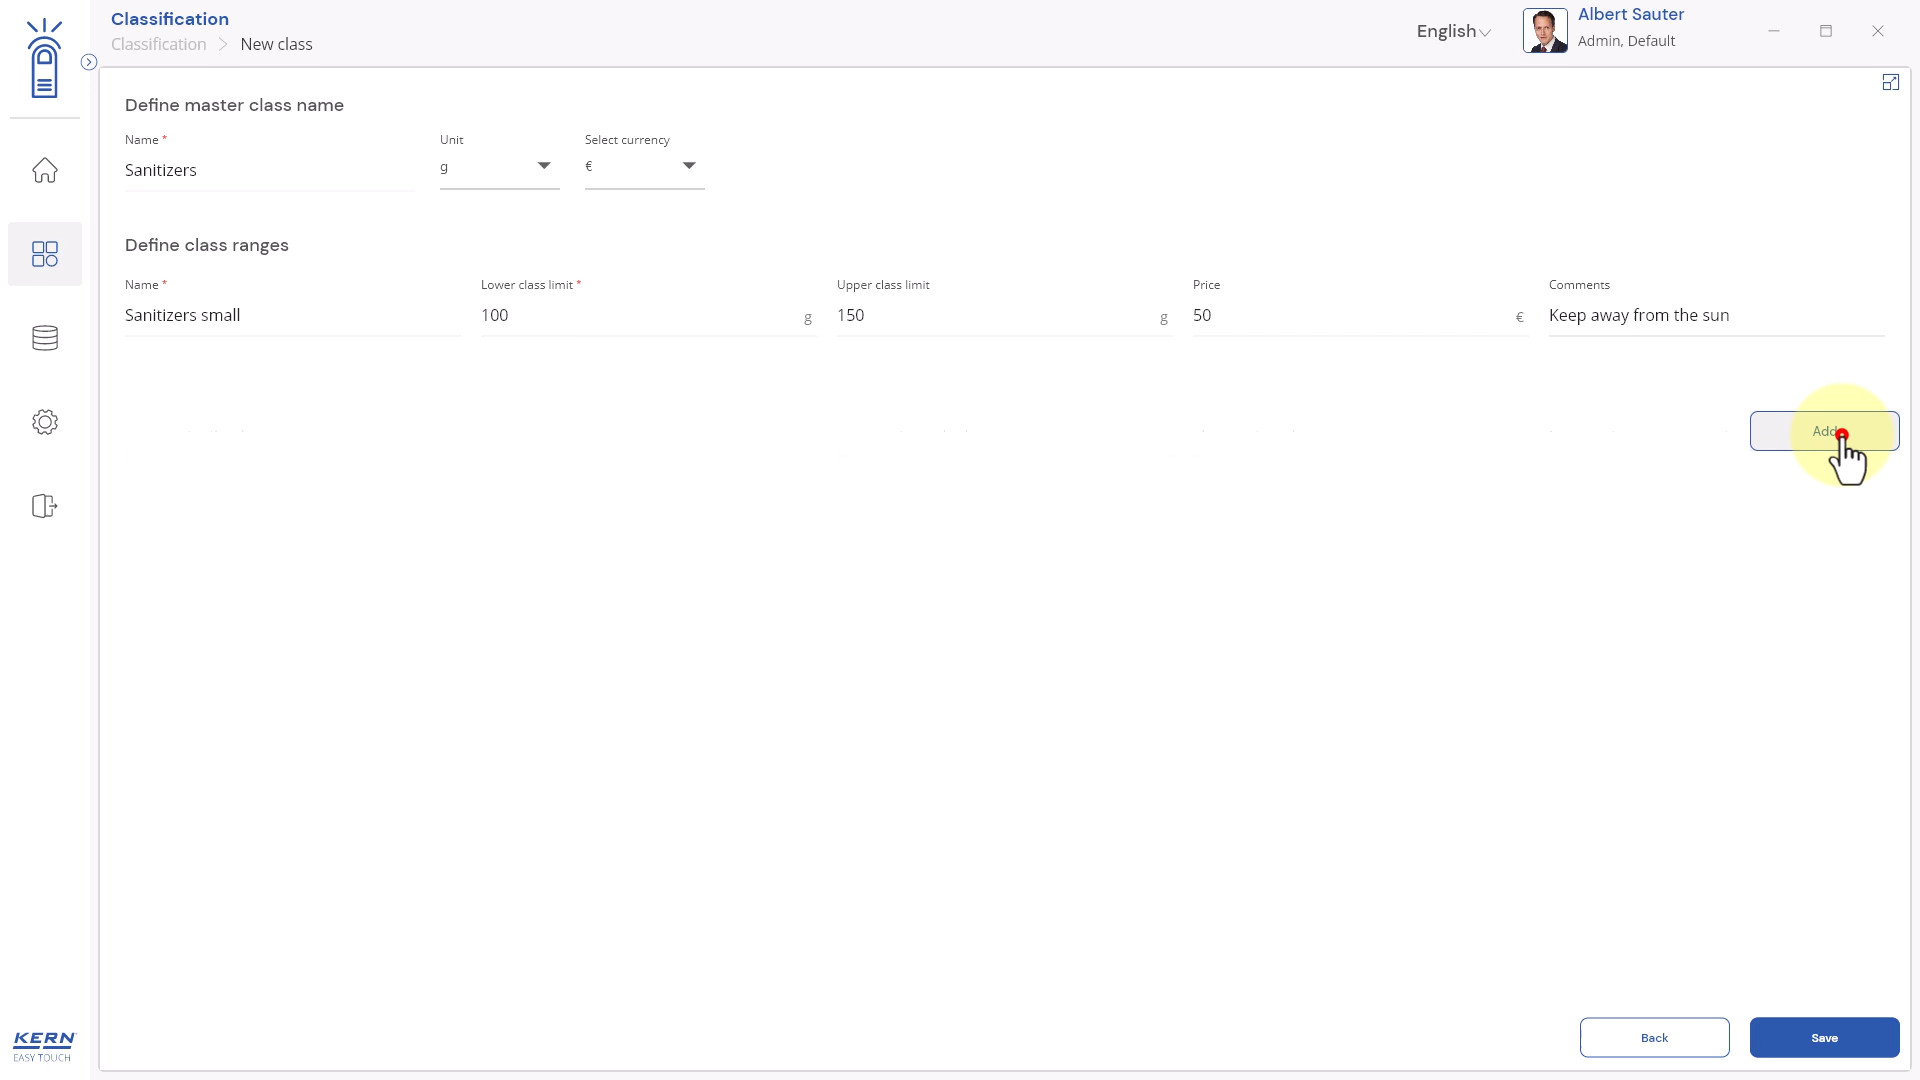 Classification
Classification > New class
English
Albert Sauter
Admin, Default
Define master class name
Name * Unit Select currency
Sanitizers g €
Define class ranges
Name * Lower class limit * Upper class limit Price Comments
Sanitizers small 100 g 150 g 50 € Keep away from the sun
Add
Back Save
KERN
EASY TOUCH